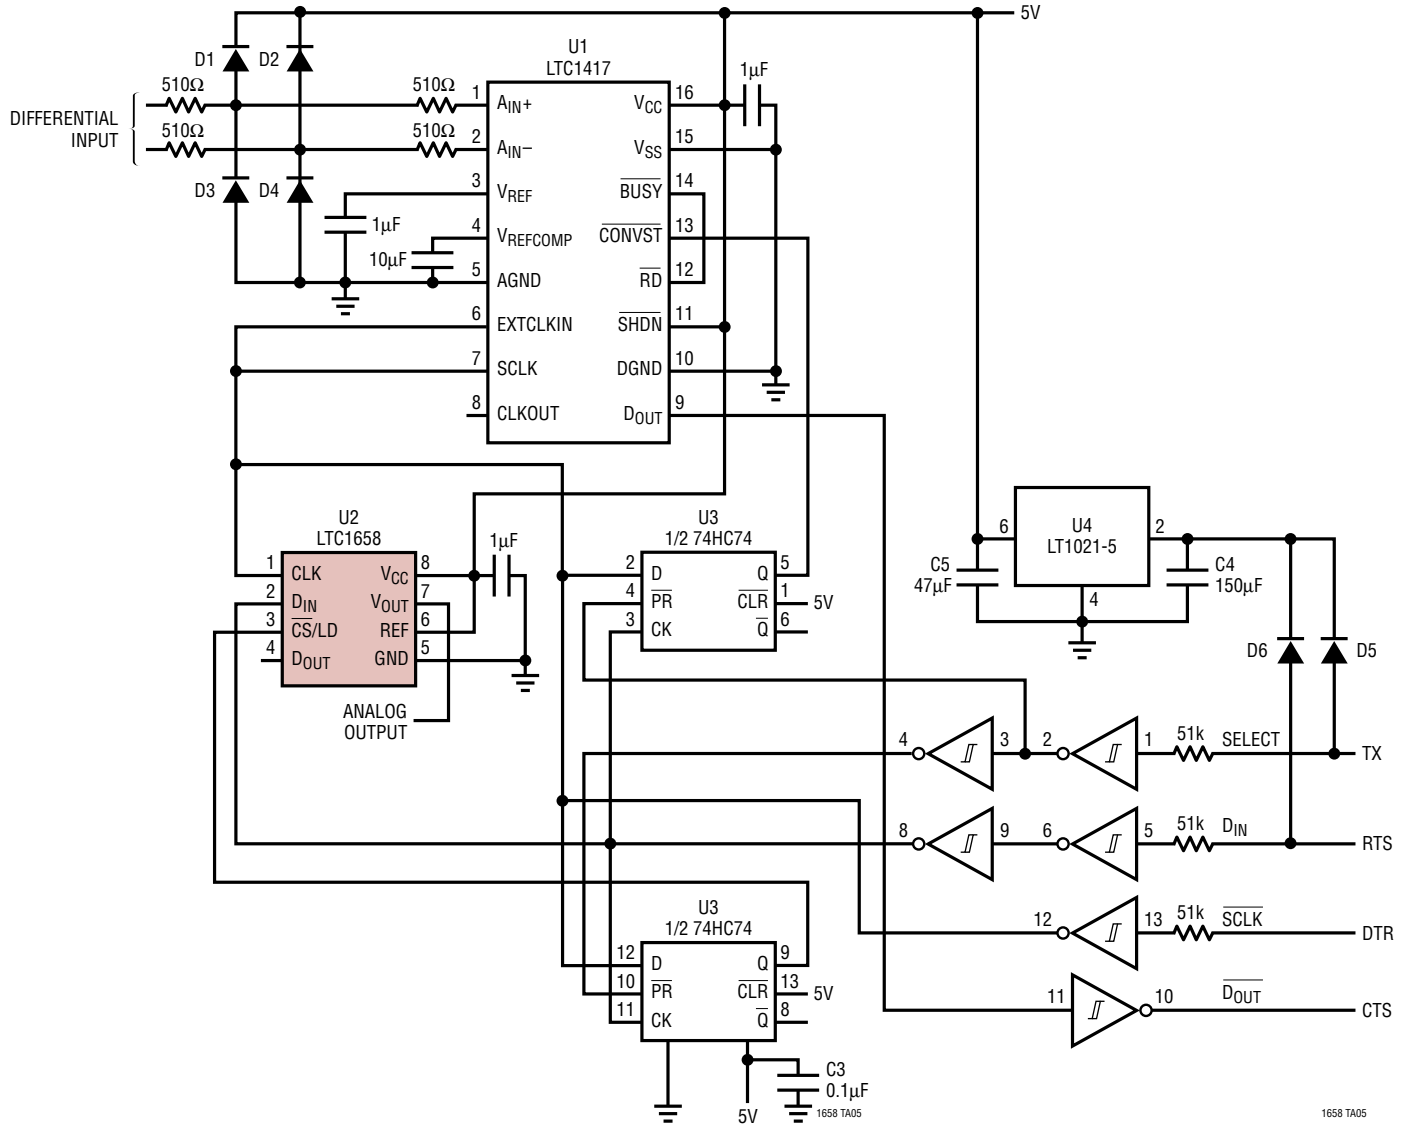 5V
D1
D2
U1
LTC1417
1µF
510Ω
510Ω
DIFFERENTIAL
INPUT
510Ω
510Ω
1
AIN+
VCC
16
2
AIN−
VSS
15
D3
D4
3
VREF
BUSY
14
1µF
4
VREFCOMP
CONVST
13
10µF
5
AGND
RD
12
6
EXTCLKIN
SHDN
11
7
SCLK
DGND
10
8
CLKOUT
DOUT
9
U2
LTC1658
1µF
U3
1/2 74HC74
6
U4
LT1021-5
2
4
C5
47µF
C4
150µF
1
CLK
VCC
8
2
DIN
VOUT
7
3
CS/LD
REF
6
4
DOUT
GND
5
2
D
Q
5
4
PR
CLR
1
5V
3
CK
Q
6
D6
D5
ANALOG
OUTPUT
4
3
2
1
51k
SELECT
TX
8
9
6
5
51k
DIN
RTS
U3
1/2 74HC74
12
13
51k
SCLK
DTR
12
D
Q
9
10
PR
CLR
13
5V
11
CK
Q
8
11
10
DOUT
CTS
C3
0.1µF
5V
1658 TA05
1658 TA05